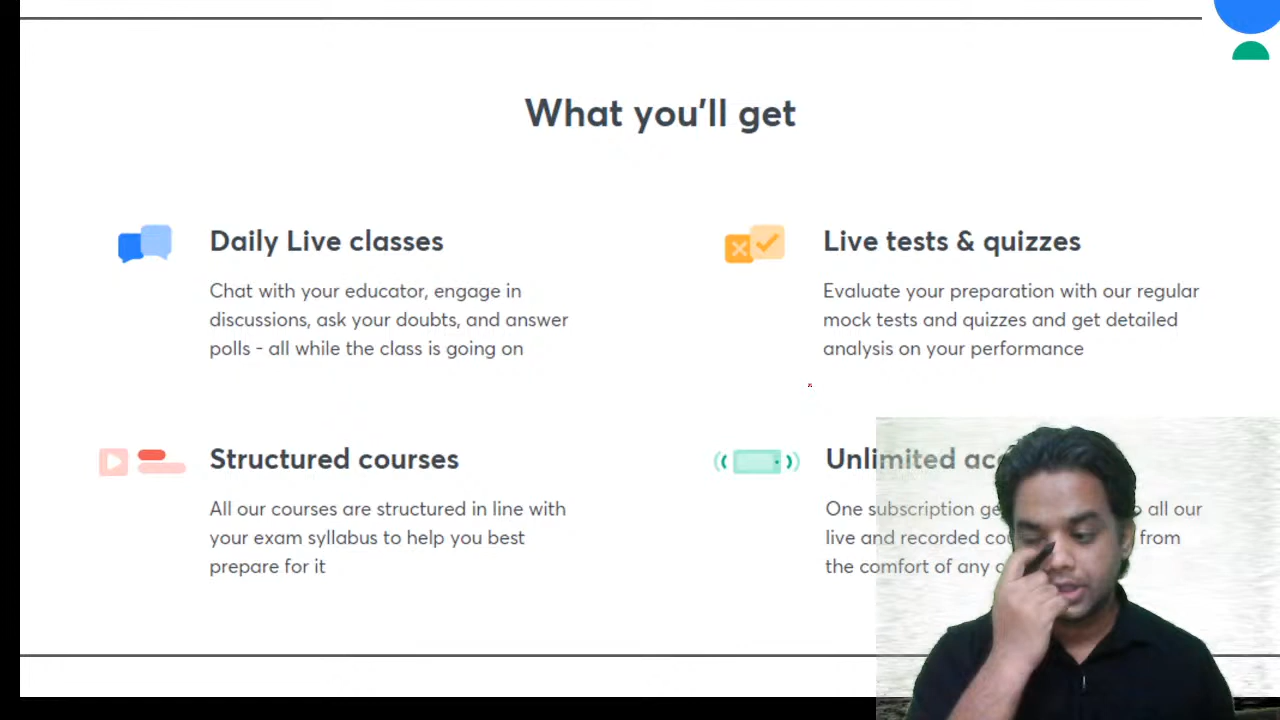 What you'll get
Daily Live classes
Chat with your educator, engage in
discussions, ask your doubts, and answer
polls - all while the class is going on
Live tests & quizzes
Evaluate your preparation with our regular
mock tests and quizzes and get detailed
analysis on your performance
Structured courses
All our courses are structured in line with
your exam syllabus to help you best
prepare for it
Unlimited
One subscription all our
live and recorded from
the comfort of any